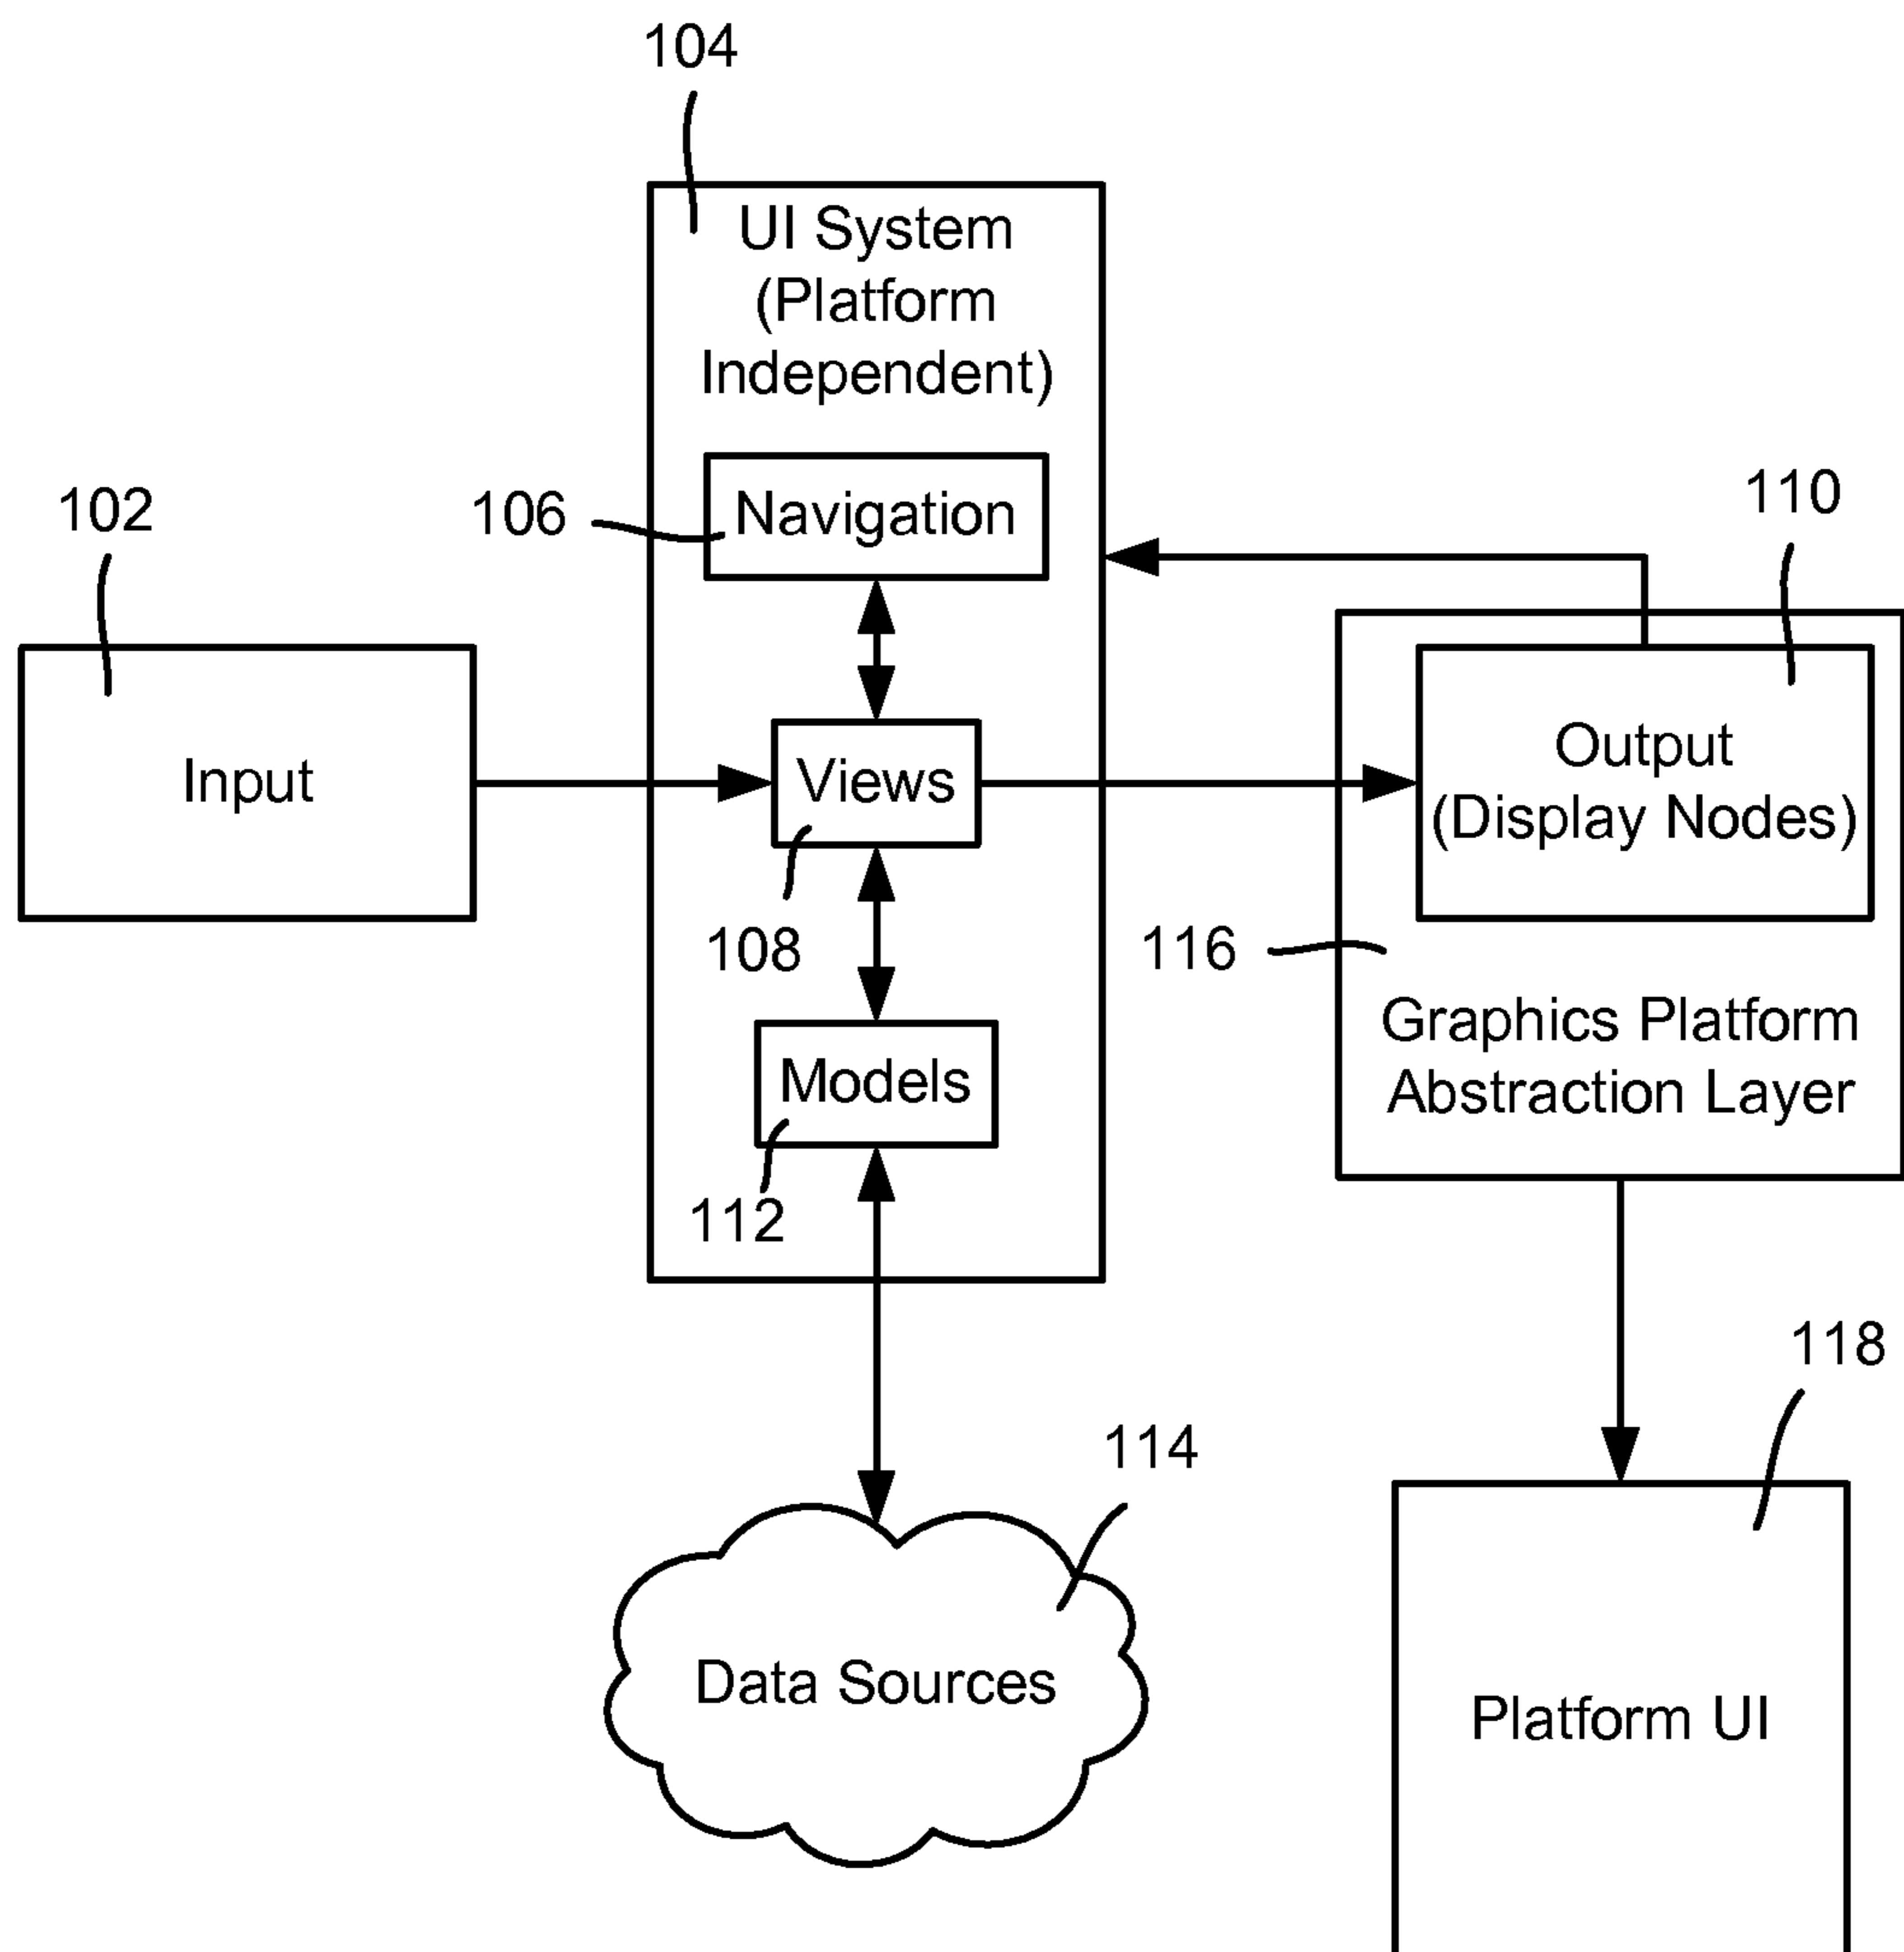 104
UI System
(Platform
Independent)
102
106
Navigation
110
Input
Views
Output
(Display Nodes)
108
116
Graphics Platform
Abstraction Layer
Models
112
118
114
Data Sources
Platform UI